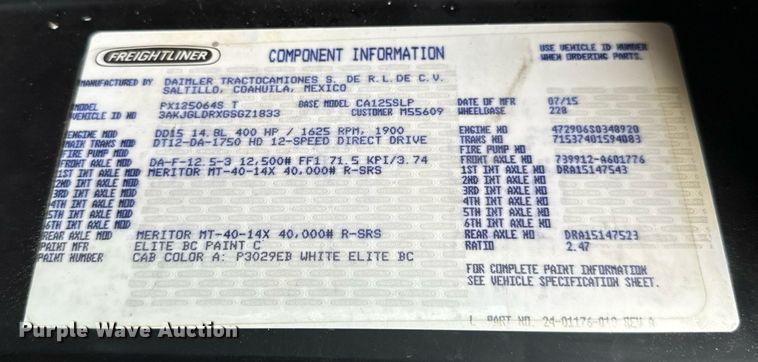 FREIGHTLINER COMPONENT INFORMATION USE VEHICLE ID NUMBER
WHEN ORDERING PARTS.
MANUFACTURED BY DAIMLER TRACTOCAMIONES S. DE R.L.DE C.V.
SALTILLO, COAHUILA, MEXICO
MODEL PX125064S T BASE MODEL CA125SLP DATE OF MFR 07/15
VEHICLE ID NO 3AKJGLDRXGSGZ1833 CUSTOMER M55609 WHEELBASE 228
ENGINE MOD DD15 14.8L 400 HP / 1625 RPM, 1900 ENGINE NO 472906S0348920
MAIN TRANS MOD DT12-DA-1750 HD 12-SPEED DIRECT DRIVE TRANS NO 71537401594083
FIRE PUMP MOD FIRE PUMP NO
FRONT AXLE MOD DA-F-12.5-3 12,500# FF1 71.5 KPI/3.74 FRONT AXLE NO 739912-A601776
1ST INT AXLE MOD MERITOR MT-40-14X 40,000# R-SRS 1ST INT AXLE NO DRA15147543
2ND INT AXLE MOD 2ND INT AXLE NO
3RD INT AXLE MOD 3RD INT AXLE NO
4TH INT AXLE MOD 4TH INT AXLE NO
5TH INT AXLE MOD 5TH INT AXLE NO
6TH INT AXLE MOD 6TH INT AXLE NO
REAR AXLE MOD MERITOR MT-40-14X 40,000# R-SRS REAR AXLE NO DRA15147523
PAINT MFR ELITE BC PAINT C RATIO 2.47
PAINT NUMBER CAB COLOR A: P3029EB WHITE ELITE BC
FOR COMPLETE PAINT INFORMATION
SEE VEHICLE SPECIFICATION SHEET.
PART NO. 24-01176-010 REV A
Purple Wave Auction